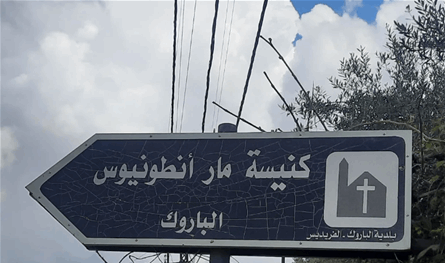 كنيسة مار أنطونيوس
الباروك
بلدية الباروك - الفريديس